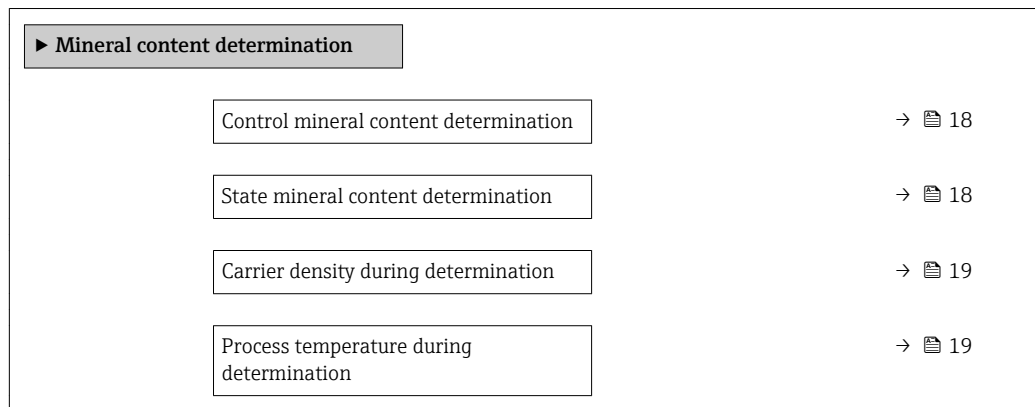 ▶ Mineral content determination
Control mineral content determination → 18
State mineral content determination → 18
Carrier density during determination → 19
Process temperature during → 19
determination